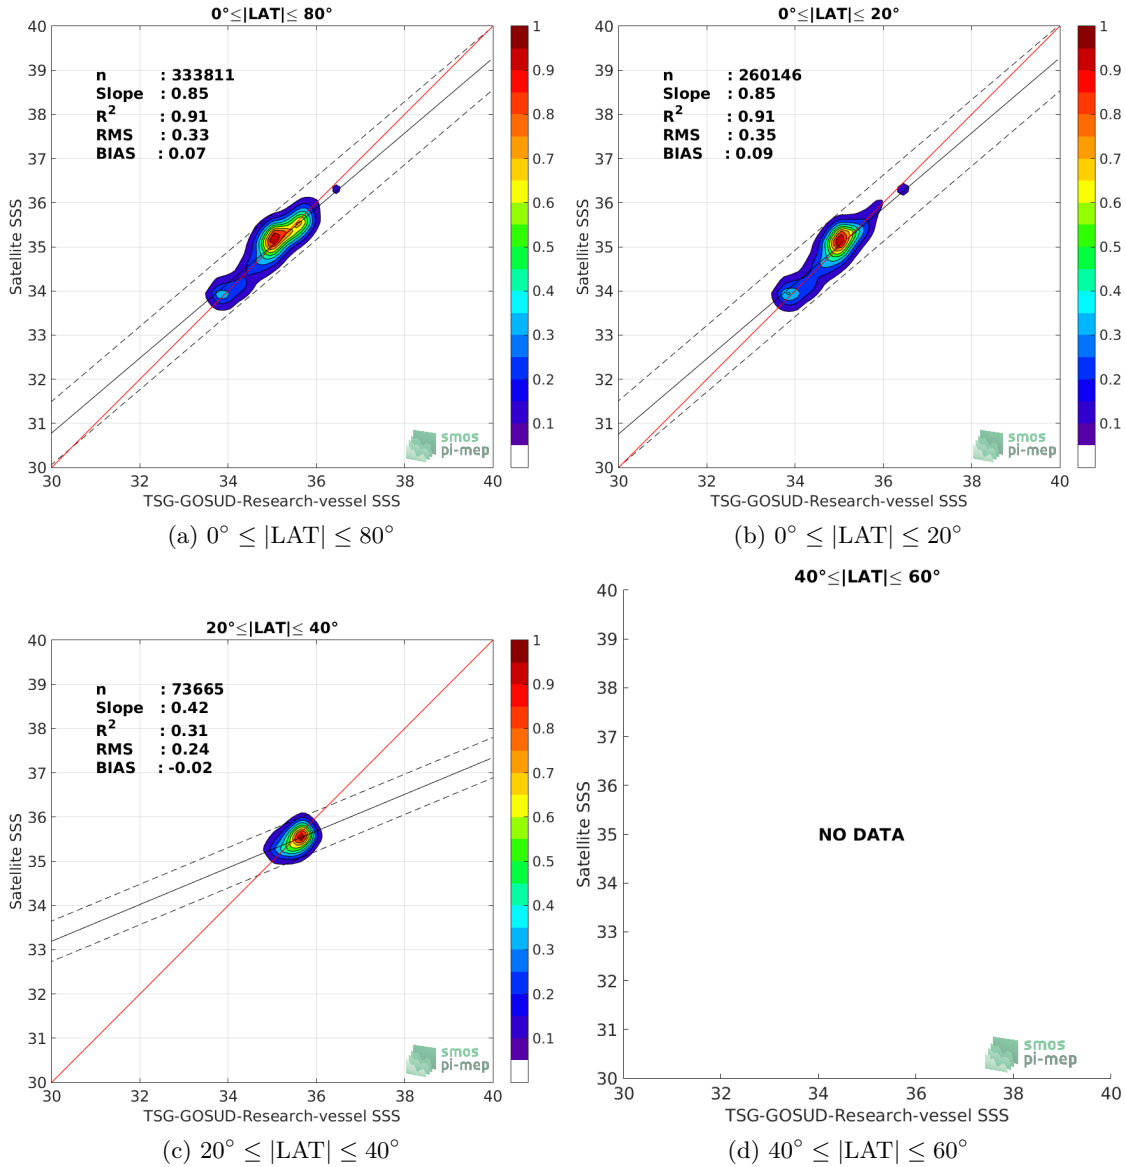 0°≤|LAT|≤ 80°
40
39
38
37
36
35
34
33
32
31
30
30 32 34 36 38 40
Satellite SSS
TSG-GOSUD-Research-vessel SSS
n : 333811
Slope : 0.85
R² : 0.91
RMS : 0.33
BIAS : 0.07
smos
pi-mep
1
0.9
0.8
0.7
0.6
0.5
0.4
0.3
0.2
0.1
(a) 0° ≤ |LAT| ≤ 80°
0°≤|LAT|≤ 20°
40
39
38
37
36
35
34
33
32
31
30
30 32 34 36 38 40
Satellite SSS
TSG-GOSUD-Research-vessel SSS
n : 260146
Slope : 0.85
R² : 0.91
RMS : 0.35
BIAS : 0.09
smos
pi-mep
1
0.9
0.8
0.7
0.6
0.5
0.4
0.3
0.2
0.1
(b) 0° ≤ |LAT| ≤ 20°
20°≤|LAT|≤ 40°
40
39
38
37
36
35
34
33
32
31
30
30 32 34 36 38 40
Satellite SSS
TSG-GOSUD-Research-vessel SSS
n : 73665
Slope : 0.42
R² : 0.31
RMS : 0.24
BIAS : -0.02
smos
pi-mep
1
0.9
0.8
0.7
0.6
0.5
0.4
0.3
0.2
0.1
(c) 20° ≤ |LAT| ≤ 40°
40°≤|LAT|≤ 60°
40
39
38
37
36
35
34
33
32
31
30
30 32 34 36 38 40
Satellite SSS
TSG-GOSUD-Research-vessel SSS
NO DATA
smos
pi-mep
(d) 40° ≤ |LAT| ≤ 60°